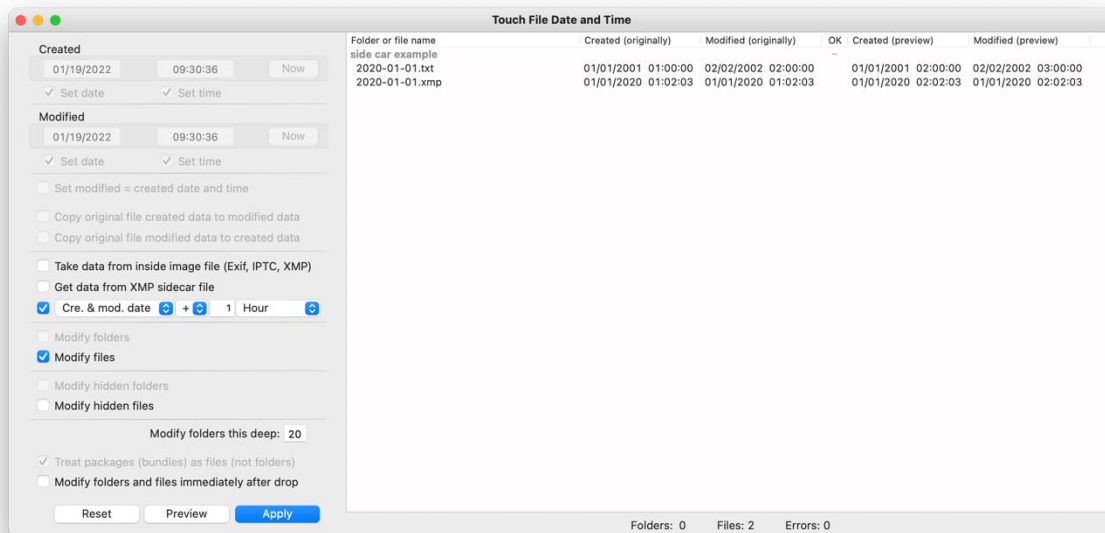 Touch File Date and Time
Created
01/19/2022 09:30:36 Now
Set date Set time
Modified
01/19/2022 09:30:36 Now
Set date Set time
Set modified = created date and time
Copy original file created data to modified data
Copy original file modified data to created data
Take data from inside image file (Exif, IPTC, XMP)
Get data from XMP sidecar file
Cre. & mod. date + 1 Hour
Modify folders
Modify files
Modify hidden folders
Modify hidden files
Modify folders this deep: 20
Treat packages (bundles) as files (not folders)
Modify folders and files immediately after drop
Reset Preview Apply
Folder or file name Created (originally) Modified (originally) OK Created (preview) Modified (preview)
side car example –
2020-01-01.txt 01/01/2001 01:00:00 02/02/2002 02:00:00 01/01/2001 02:00:00 02/02/2002 03:00:00
2020-01-01.xmp 01/01/2020 01:02:03 01/01/2020 01:02:03 01/01/2020 02:02:03 01/01/2020 02:02:03
Folders: 0 Files: 2 Errors: 0